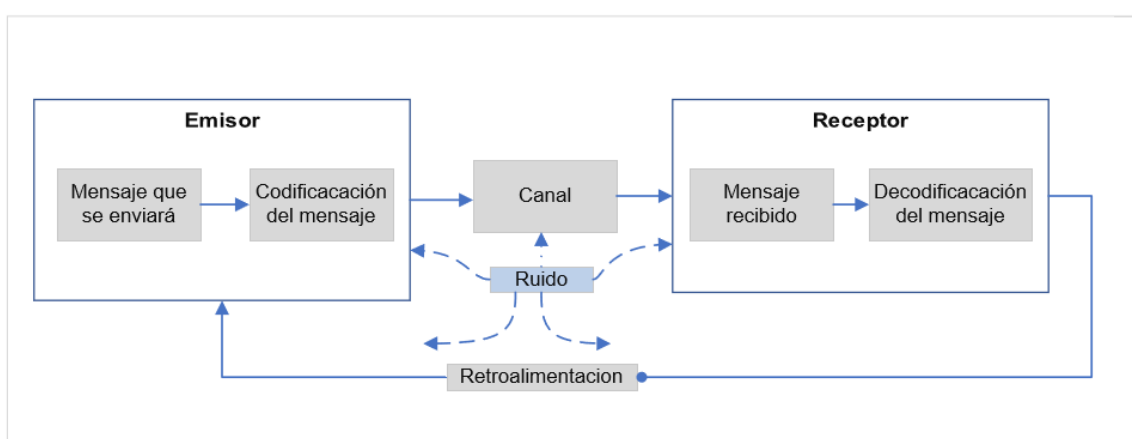 Emisor
Mensaje que
se enviará
Codificacación
del mensaje
Canal
Receptor
Mensaje
recibido
Decodificacación
del mensaje
Ruido
Retroalimentacion